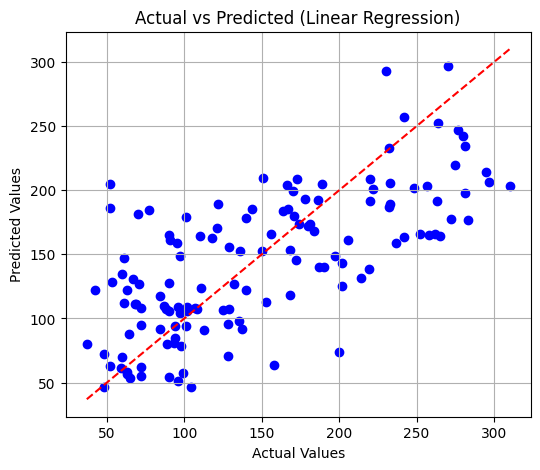 Actual vs Predicted (Linear Regression)
300
250
200
150
100
50
Predicted Values
50 100 150 200 250 300
Actual Values